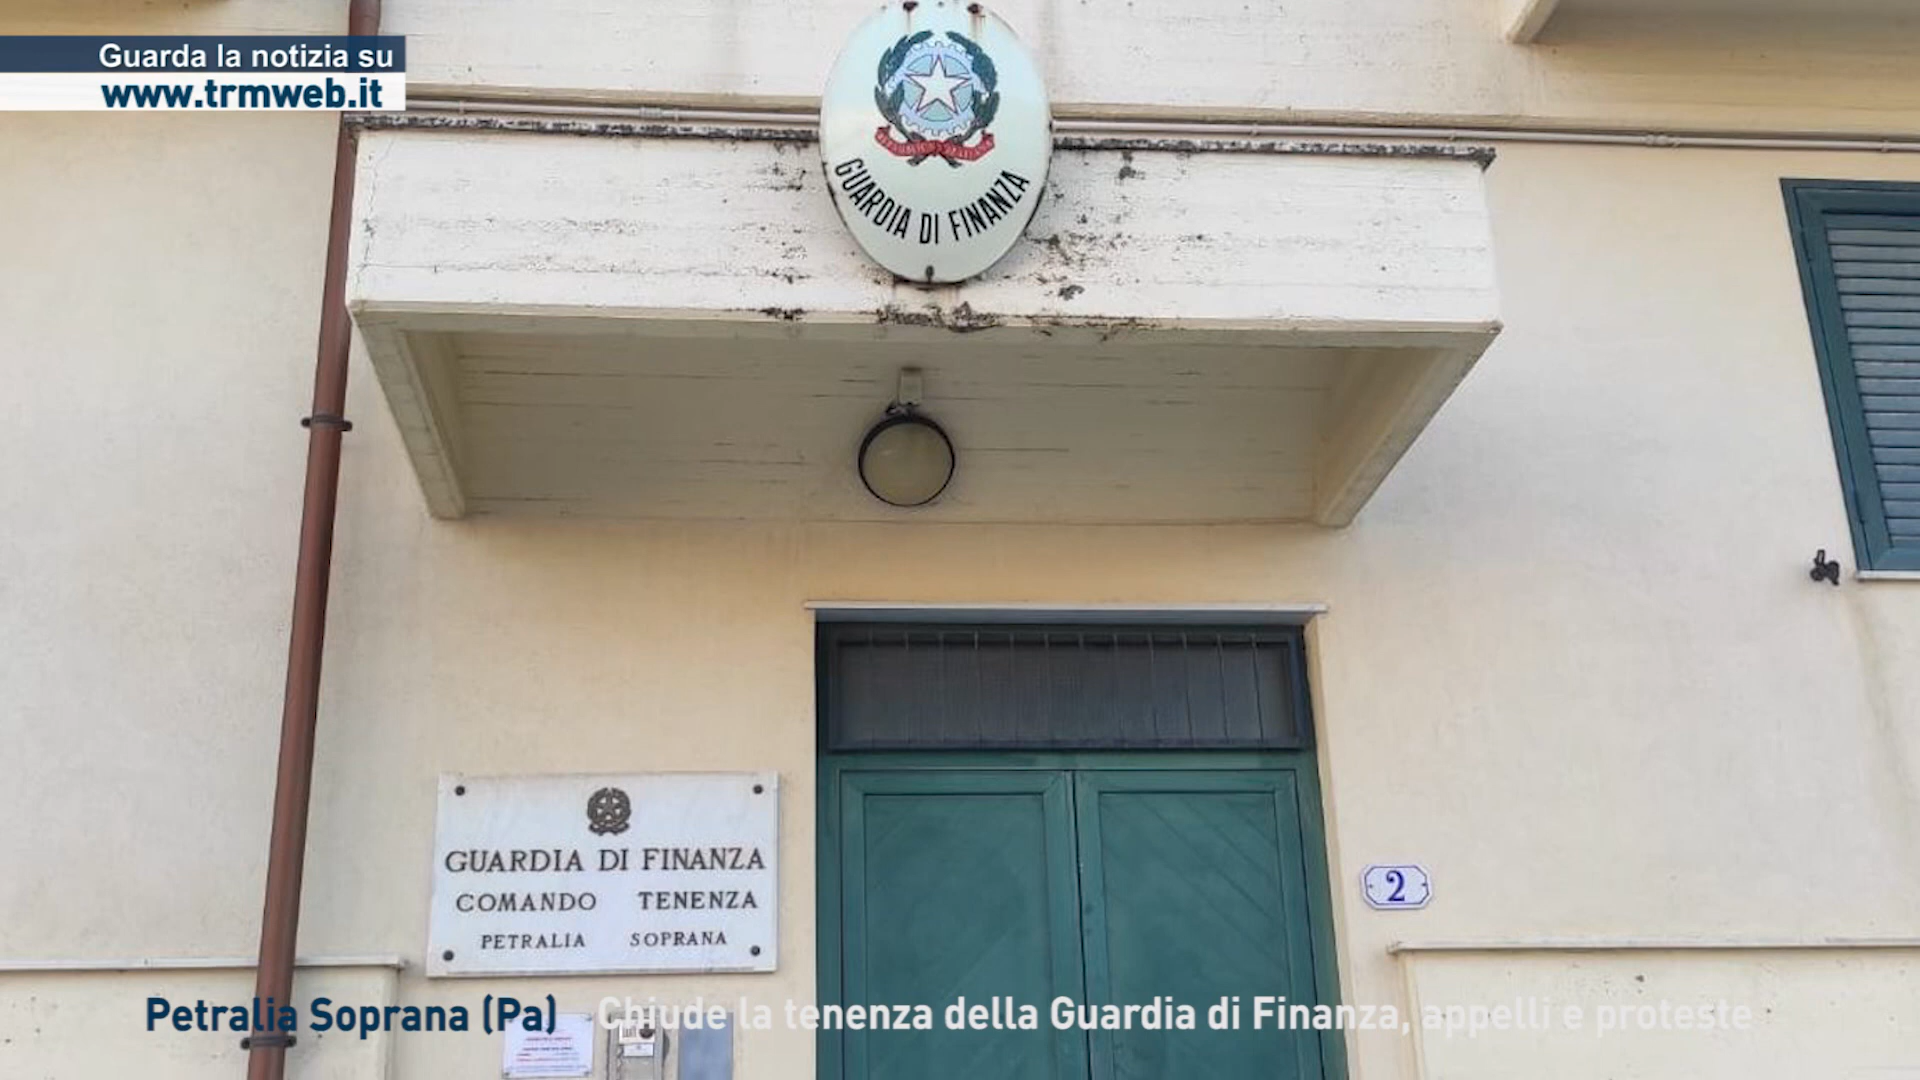 Guarda la notizia su
www.trmweb.it
GUARDIA DI FINANZA
GUARDIA DI FINANZA
COMANDO TENENZA
PETRALIA SOPRANA
2
Petralia Soprana (Pa) Chiude la tenenza della Guardia di Finanza, appelli e proteste